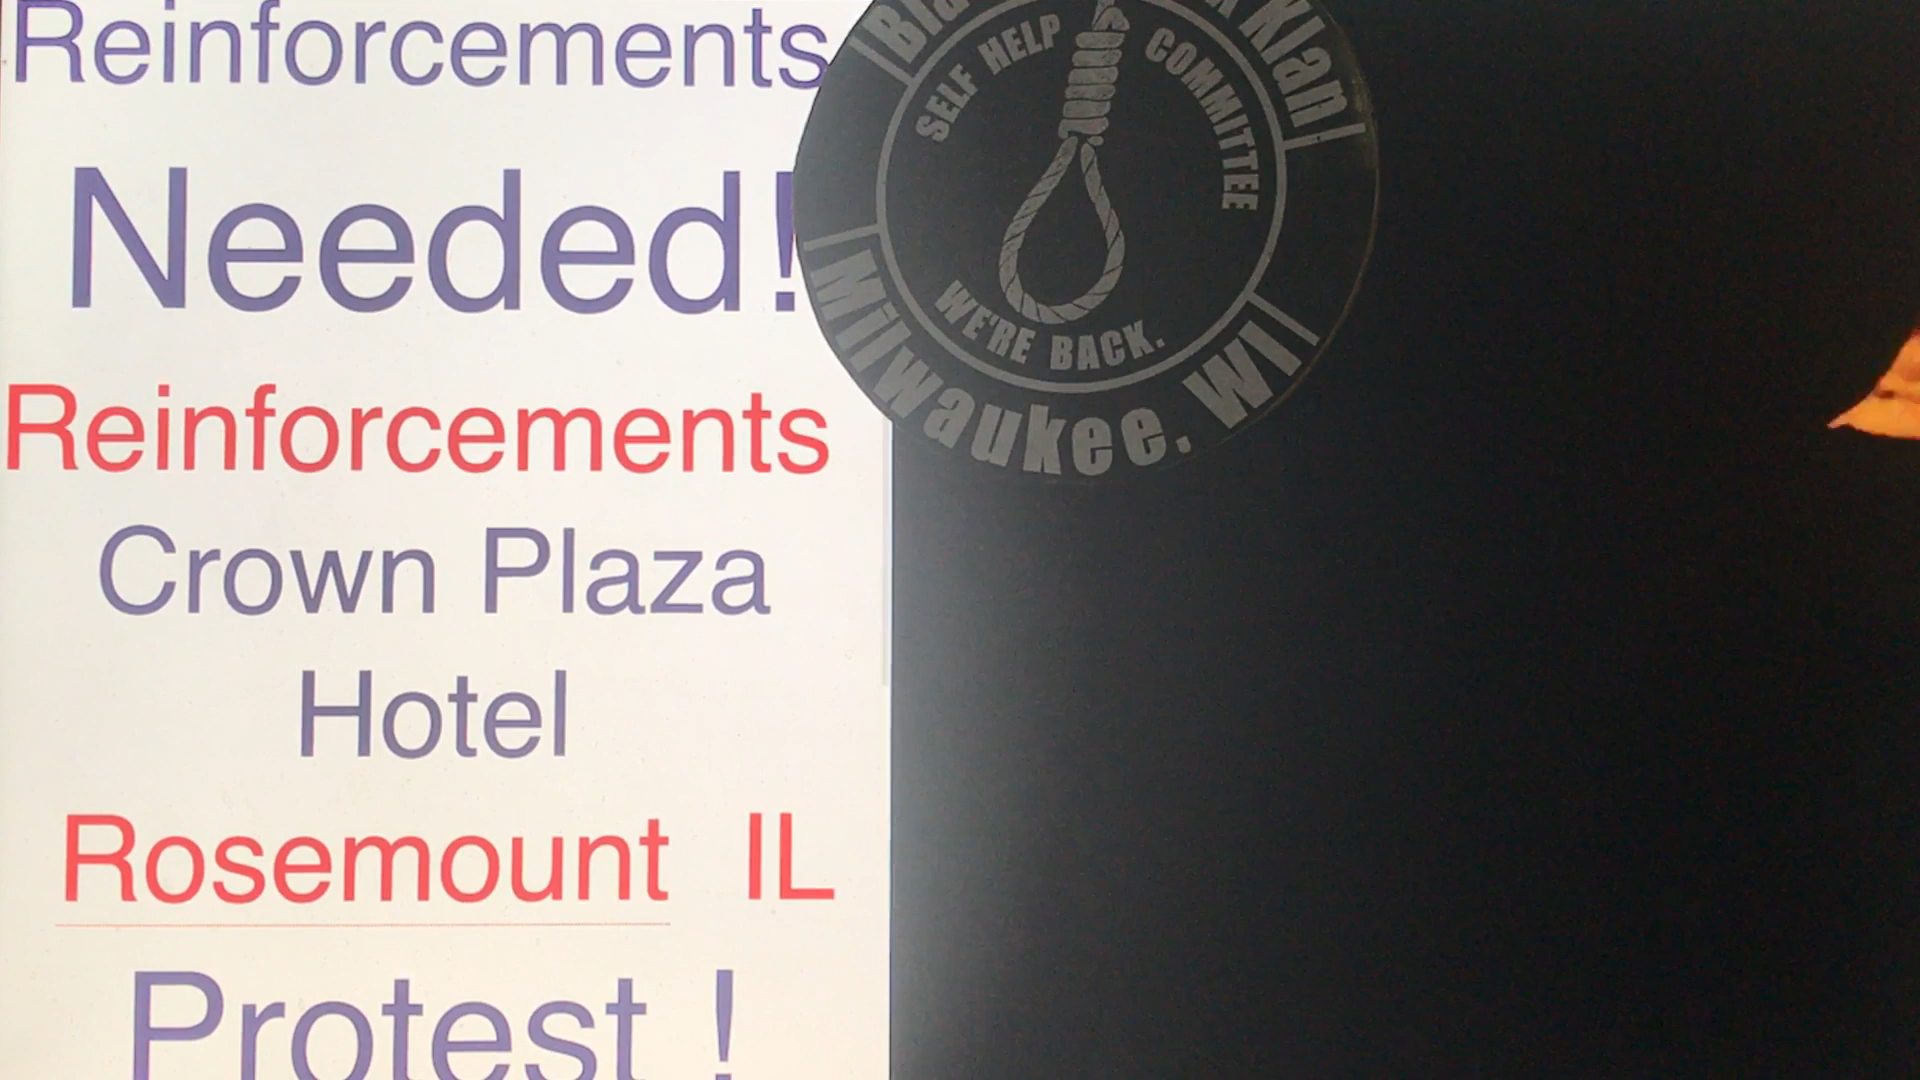 Reinforcements
Needed!
Reinforcements
Crown Plaza
Hotel
Rosemount IL
Protest !
Klan
SELF HELP COMMITTEE
WE'RE BACK.
Milwaukee. WI